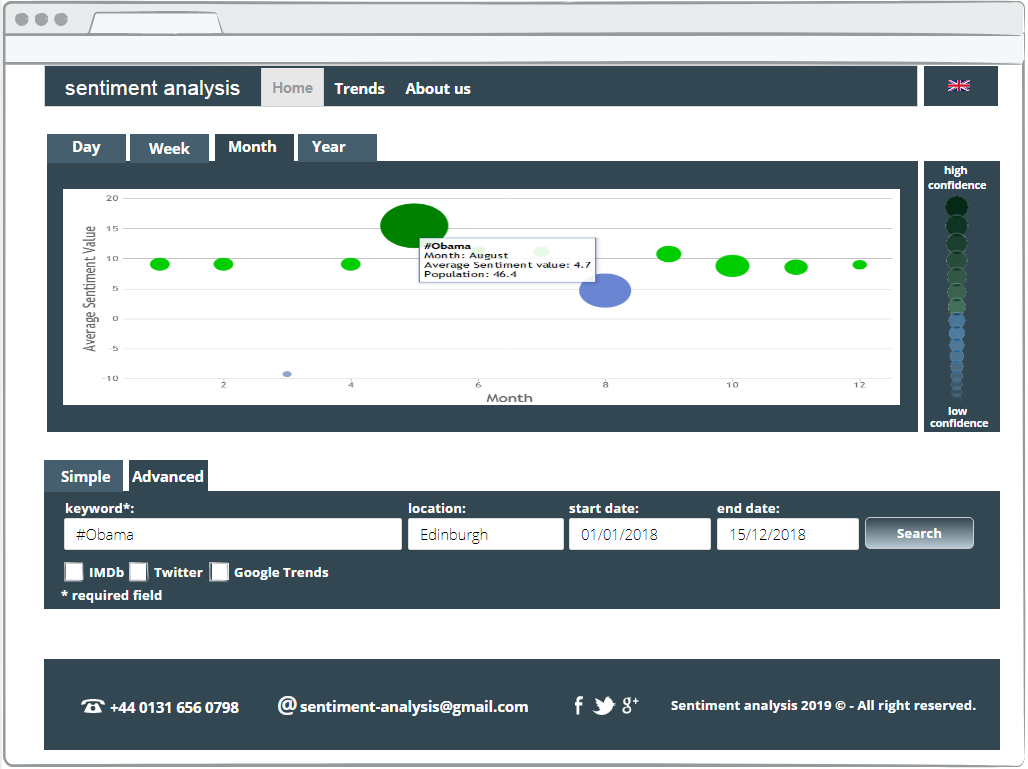 sentiment analysis Home Trends About us
Day Week Month Year
high
confidence
20
15
10
5
0
-5
-10
Average Sentiment Value
#Obama
Month: August
Average Sentiment value: 4.7
Population: 46.4
2 4 6 8 10 12
Month
low
confidence
Simple Advanced
keyword*: location: start date: end date:
#Obama Edinburgh 01/01/2018 15/12/2018 Search
IMDb Twitter Google Trends
* required field
+44 0131 656 0798 @sentiment-analysis@gmail.com f g+ Sentiment analysis 2019 © - All right reserved.